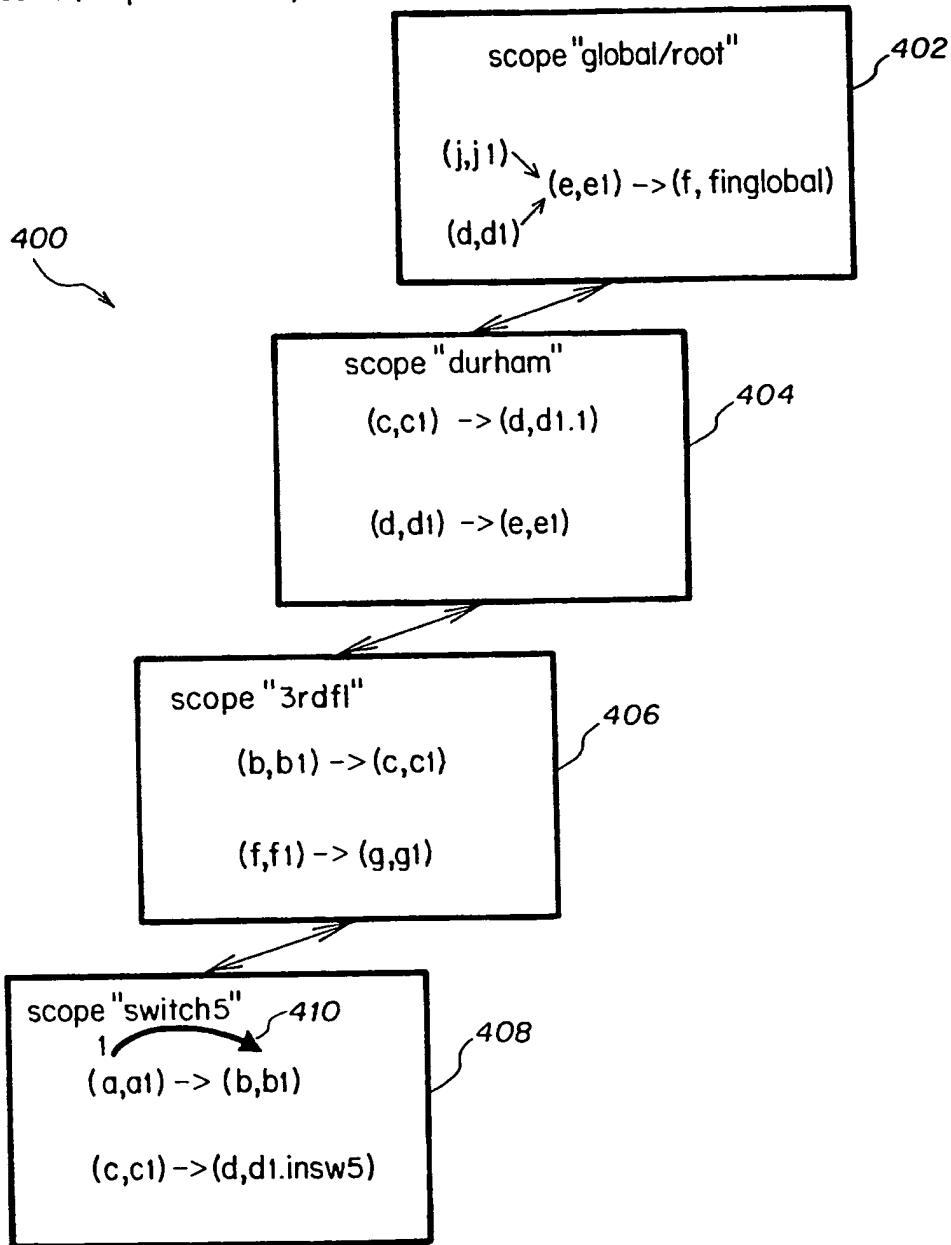 scope "global/root"
402
(j,j1)
(e,e1) -> (f, finglobal)
(d,d1)
400
scope "durham"
404
(c,c1) -> (d,d1.1)
(d,d1) -> (e,e1)
scope "3rdfl"
406
(b,b1) -> (c,c1)
(f,f1) -> (g,g1)
scope "switch5"
410
408
1
(a,a1) -> (b,b1)
(c,c1) -> (d,d1.insw5)